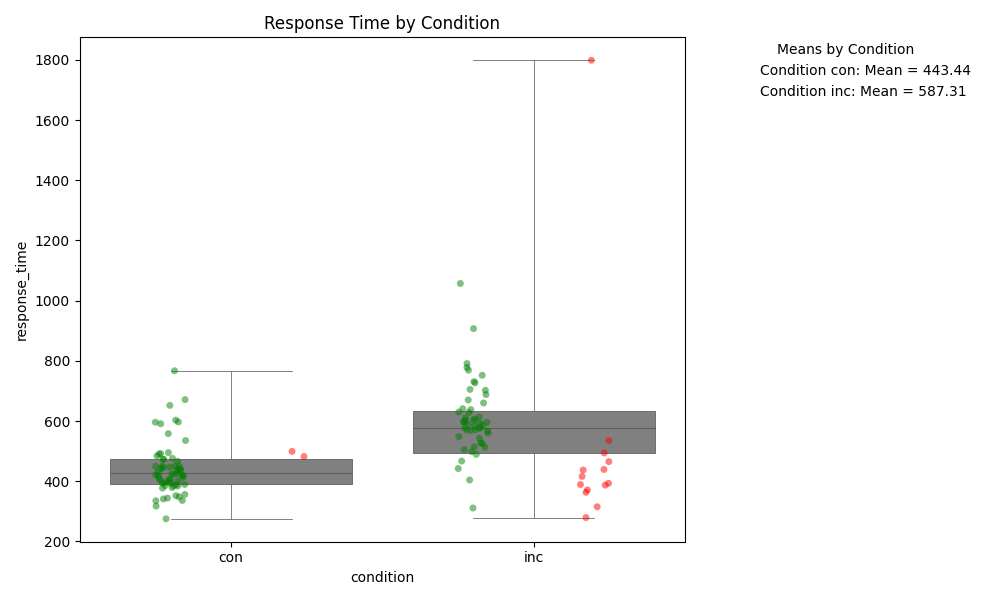 Response Time by Condition
Means by Condition
Condition con: Mean = 443.44
Condition inc: Mean = 587.31
1800
1600
1400
1200
1000
800
600
400
200
response_time
con
inc
condition